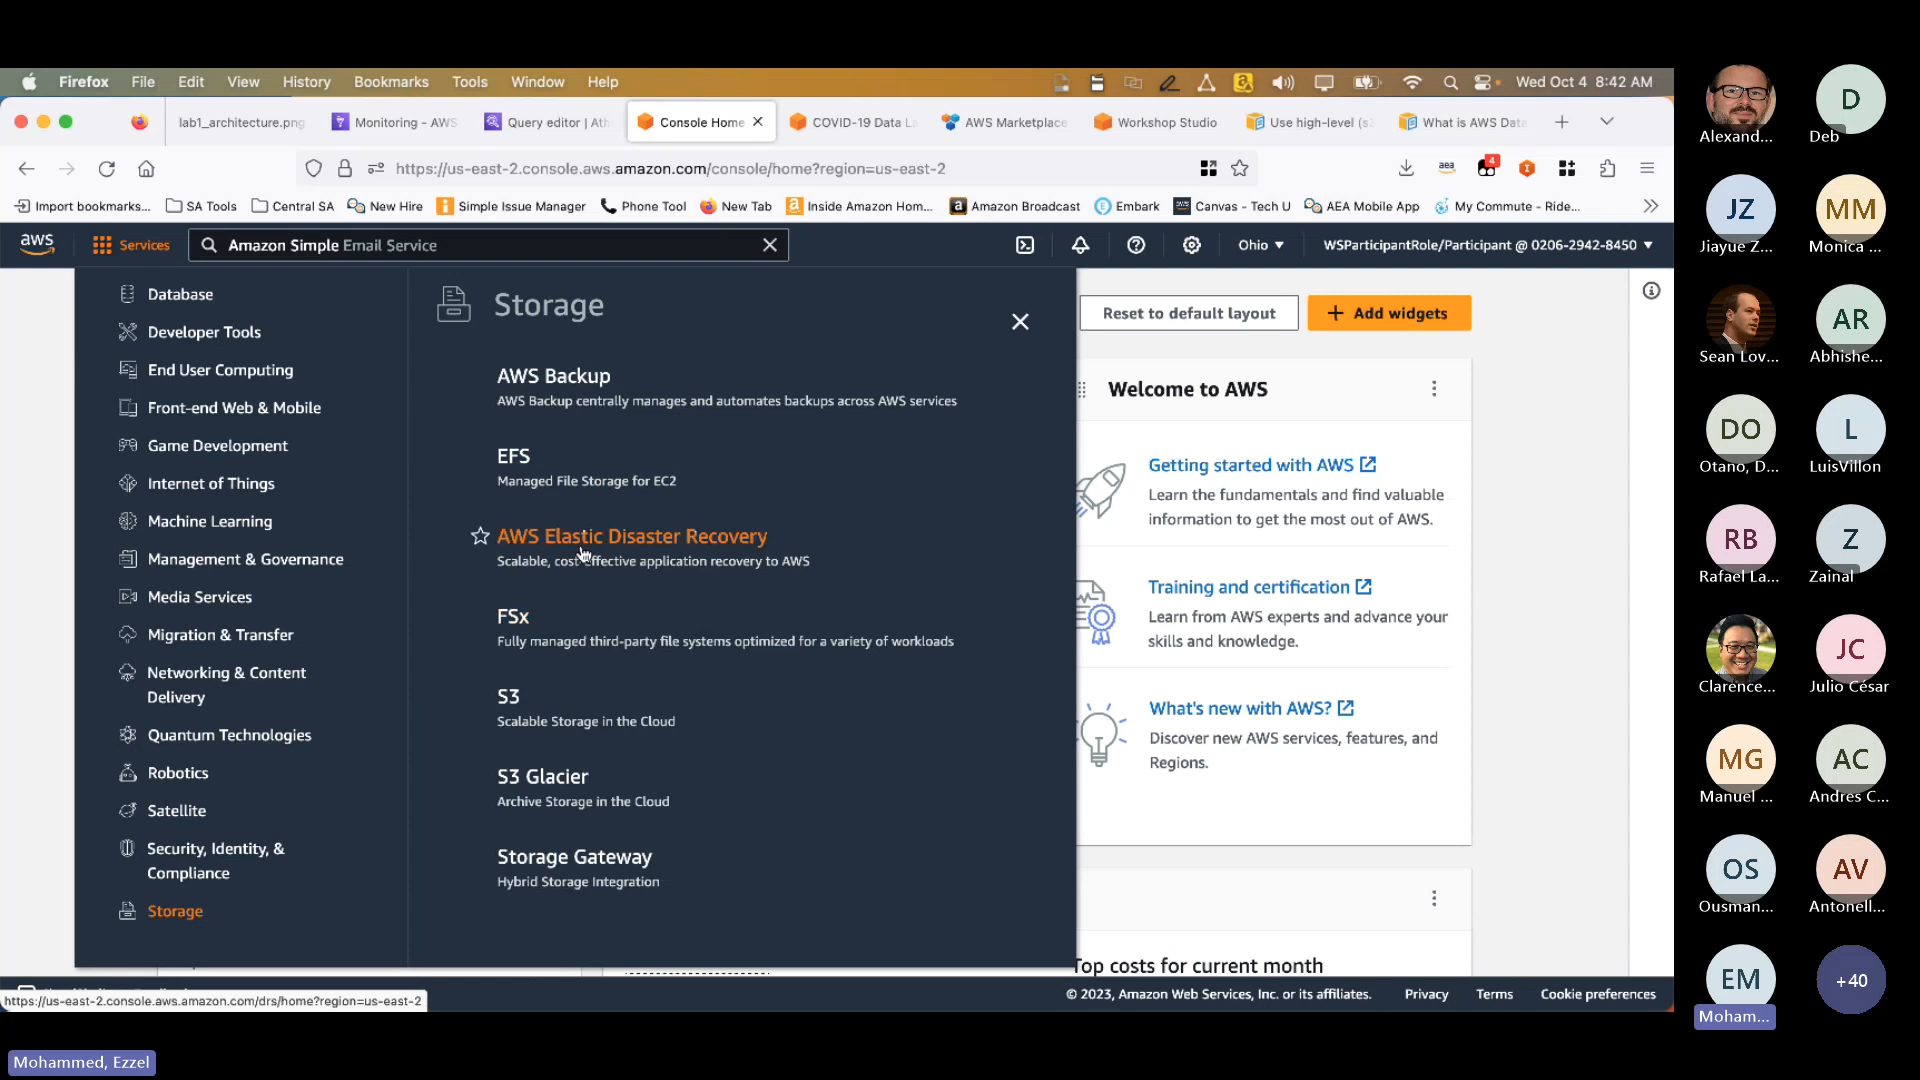 Firefox File Edit View History Bookmarks Tools Window Help Wed Oct 4 8:42 AM
lab1_architecture.png Monitoring - AWS Query editor | Ath Console Home COVID-19 Data La AWS Marketplace Workshop Studio Use high-level (s3 What is AWS Data
https://us-east-2.console.aws.amazon.com/console/home?region=us-east-2 aea 4
Import bookmarks... SA Tools Central SA New Hire Simple Issue Manager Phone Tool New Tab Inside Amazon Hom... Amazon Broadcast Embark Canvas - Tech U AEA Mobile App My Commute - Ride...
aws Services Amazon Simple Email Service Ohio WSParticipantRole/Participant @ 0206-2942-8450
Database
Developer Tools
End User Computing
Front-end Web & Mobile
Game Development
Internet of Things
Machine Learning
Management & Governance
Media Services
Migration & Transfer
Networking & Content
Delivery
Quantum Technologies
Robotics
Satellite
Security, Identity, &
Compliance
Storage
Storage
AWS Backup
AWS Backup centrally manages and automates backups across AWS services
EFS
Managed File Storage for EC2
AWS Elastic Disaster Recovery
Scalable, cost-effective application recovery to AWS
FSx
Fully managed third-party file systems optimized for a variety of workloads
S3
Scalable Storage in the Cloud
S3 Glacier
Archive Storage in the Cloud
Storage Gateway
Hybrid Storage Integration
Reset to default layout Add widgets
Welcome to AWS
Getting started with AWS
Learn the fundamentals and find valuable
information to get the most out of AWS.
Training and certification
Learn from AWS experts and advance your
skills and knowledge.
What's new with AWS?
Discover new AWS services, features, and
Regions.
Top costs for current month
© 2023, Amazon Web Services, Inc. or its affiliates. Privacy Terms Cookie preferences
https://us-east-2.console.aws.amazon.com/drs/home?region=us-east-2
Mohammed, Ezzel
D
Alexand... Deb
JZ MM
Jiayue Z... Monica ...
AR
Sean Lov... Abhishe...
DO L
Otano, D... LuisVillon
RB Z
Rafael La... Zainal
JC
Clarence... Julio César
MG AC
Manuel ... Andres C...
OS AV
Ousman... Antonell...
EM +40
Moham...